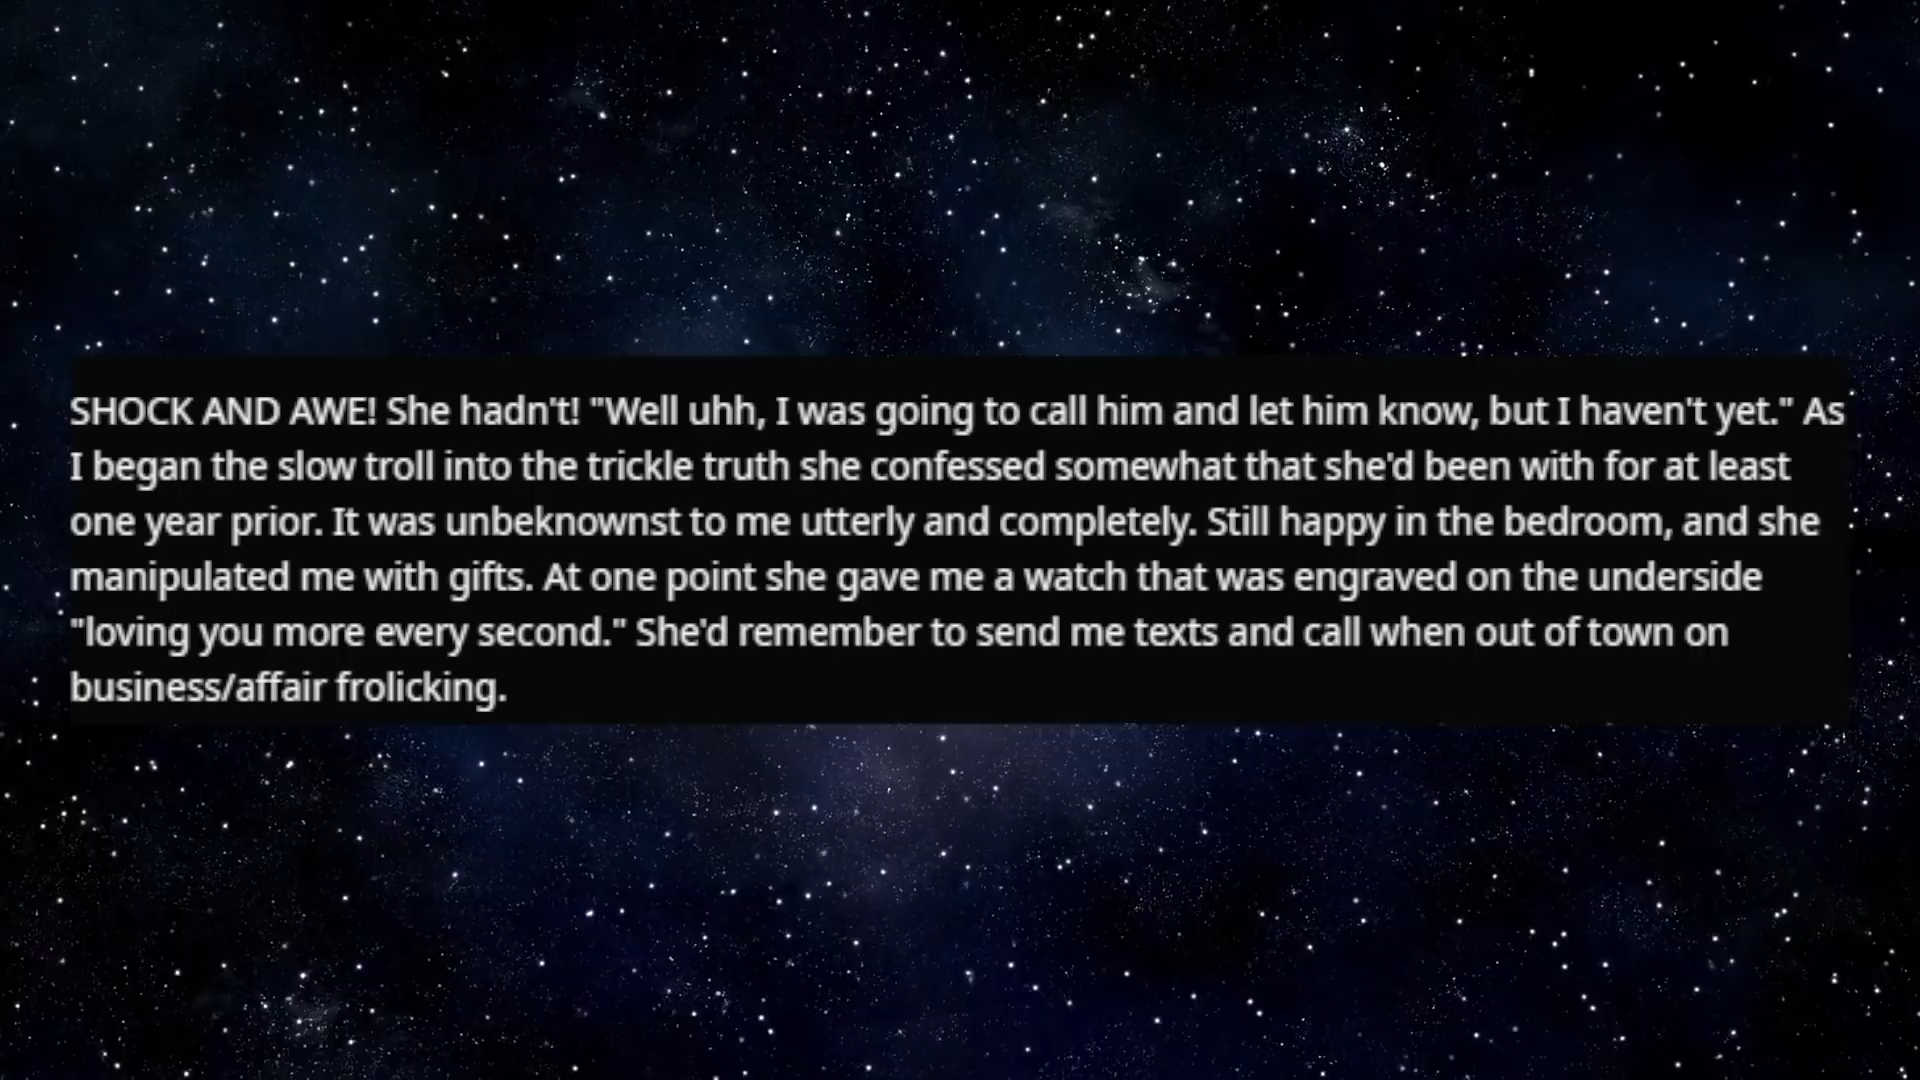 SHOCK AND AWE! She hadn't! "Well uhh, I was going to call him and let him know, but I haven't yet." As
I began the slow troll into the trickle truth she confessed somewhat that she'd been with for at least
one year prior. It was unbeknownst to me utterly and completely. Still happy in the bedroom, and she
manipulated me with gifts. At one point she gave me a watch that was engraved on the underside
"loving you more every second." She'd remember to send me texts and call when out of town on
business/affair frolicking.